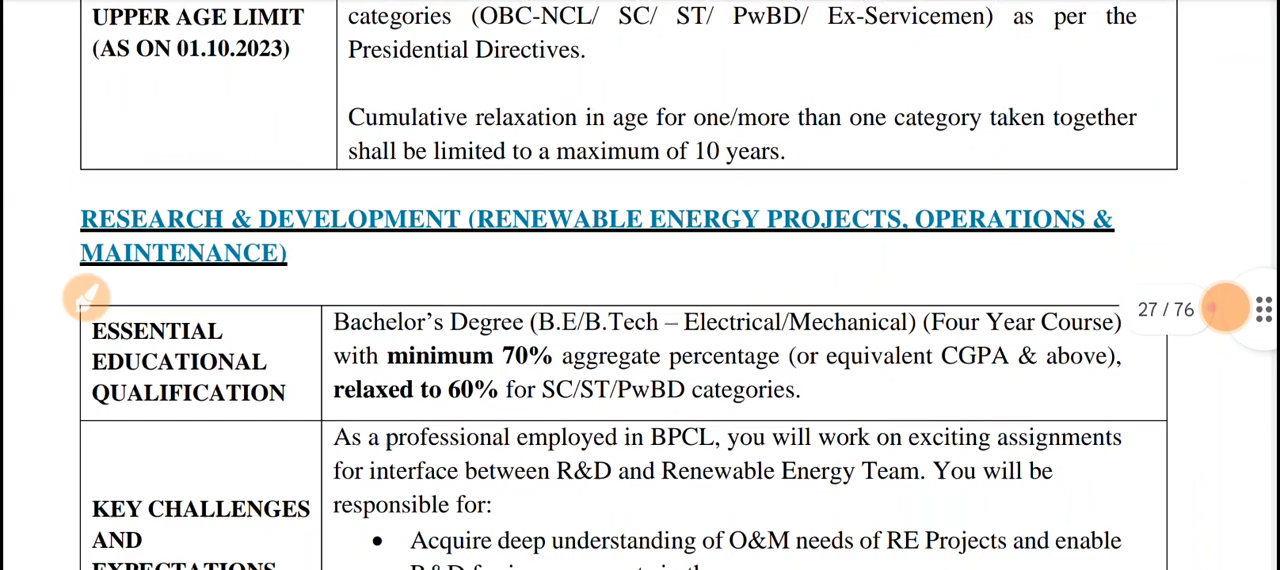 UPPER AGE LIMIT
(AS ON 01.10.2023)
categories (OBC-NCL/ SC/ ST/ PwBD/ Ex-Servicemen) as per the
Presidential Directives.
Cumulative relaxation in age for one/more than one category taken together
shall be limited to a maximum of 10 years.
RESEARCH & DEVELOPMENT (RENEWABLE ENERGY PROJECTS, OPERATIONS &
MAINTENANCE)
27 / 76
ESSENTIAL
EDUCATIONAL
QUALIFICATION
Bachelor’s Degree (B.E/B.Tech – Electrical/Mechanical) (Four Year Course)
with minimum 70% aggregate percentage (or equivalent CGPA & above),
relaxed to 60% for SC/ST/PwBD categories.
KEY CHALLENGES
AND
EXPECTATIONS
As a professional employed in BPCL, you will work on exciting assignments
for interface between R&D and Renewable Energy Team. You will be
responsible for:
• Acquire deep understanding of O&M needs of RE Projects and enable